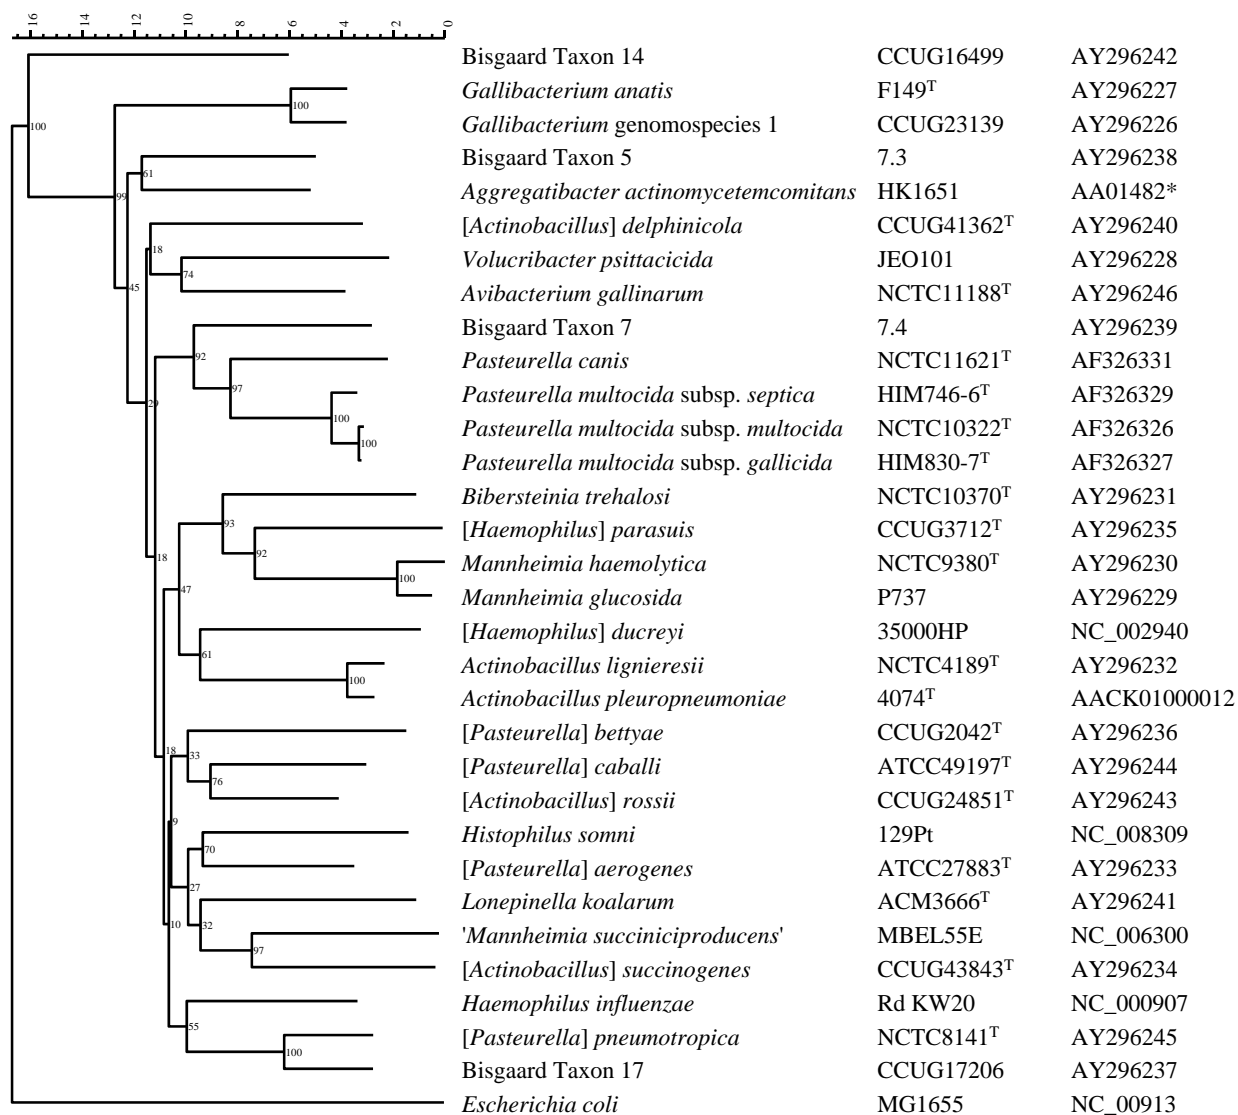 16 14 12 10 8 6 4 2 0
Bisgaard Taxon 14 CCUG16499 AY296242
Gallibacterium anatis F149ᵀ AY296227
100
Gallibacterium genomospecies 1 CCUG23139 AY296226
100
Bisgaard Taxon 5 7.3 AY296238
61
Aggregatibacter actinomycetemcomitans HK1651 AA01482*
99
[Actinobacillus] delphinicola CCUG41362ᵀ AY296240
18
Volucribacter psittacicida JEO101 AY296228
74
45
Avibacterium gallinarum NCTC11188ᵀ AY296246
Bisgaard Taxon 7 7.4 AY296239
92
Pasteurella canis NCTC11621ᵀ AF326331
97
Pasteurella multocida subsp. septica HIM746-6ᵀ AF326329
29
100
Pasteurella multocida subsp. multocida NCTC10322ᵀ AF326326
100
Pasteurella multocida subsp. gallicida HIM830-7ᵀ AF326327
Bibersteinia trehalosi NCTC10370ᵀ AY296231
93
[Haemophilus] parasuis CCUG3712ᵀ AY296235
92
18
Mannheimia haemolytica NCTC9380ᵀ AY296230
100
47
Mannheimia glucosida P737 AY296229
[Haemophilus] ducreyi 35000HP NC_002940
61
Actinobacillus lignieresii NCTC4189ᵀ AY296232
100
Actinobacillus pleuropneumoniae 4074ᵀ AACK01000012
[Pasteurella] bettyae CCUG2042ᵀ AY296236
18
33
[Pasteurella] caballi ATCC49197ᵀ AY296244
76
[Actinobacillus] rossii CCUG24851ᵀ AY296243
9
Histophilus somni 129Pt NC_008309
70
[Pasteurella] aerogenes ATCC27883ᵀ AY296233
27
Lonepinella koalarum ACM3666ᵀ AY296241
10
32
'Mannheimia succiniciproducens' MBEL55E NC_006300
97
[Actinobacillus] succinogenes CCUG43843ᵀ AY296234
Haemophilus influenzae Rd KW20 NC_000907
55
[Pasteurella] pneumotropica NCTC8141ᵀ AY296245
100
Bisgaard Taxon 17 CCUG17206 AY296237
Escherichia coli MG1655 NC_00913